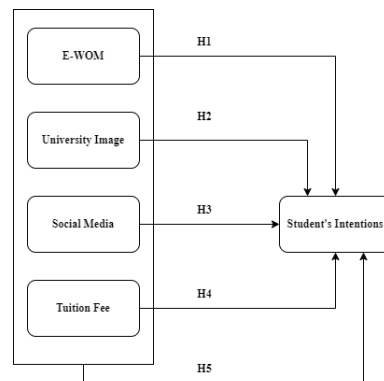 H1
E-WOM
H2
University Image
H3
Social Media
Student's Intentions
H4
Tuition Fee
H5